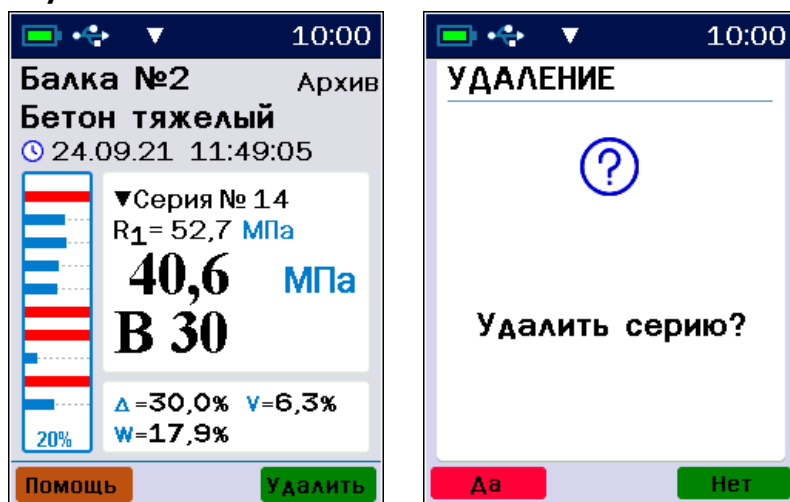 10:00
Балка №2 Архив
Бетон тяжелый
24.09.21 11:49:05
▼Серия № 14
R1= 52,7 МПа
40,6 МПа
В 30
Δ=30,0% V=6,3%
W=17,9%
20%
Помощь Удалить
10:00
УДАЛЕНИЕ
?
Удалить серию?
Да Нет